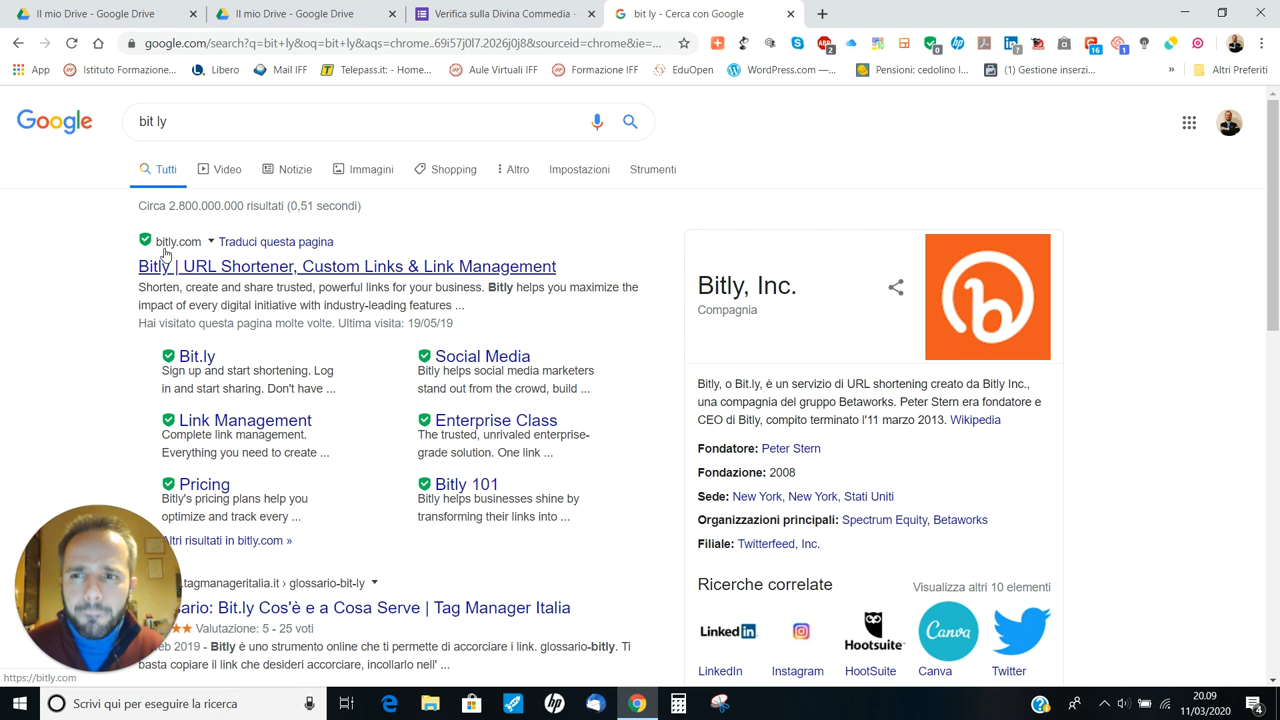 Il mio Drive - Google Drive
Il mio Drive - Google Drive
Verifica sulla Divina Commedia -
bit ly - Cerca con Google
google.com/search?q=bit+ly&oq=bit+ly&aqs=chrome..69i57j0l7.2026j0j8&sourceid=chrome&ie=...
App
Istituto Formazione...
Libero
Mail IFF
Telepass.it: - Home...
Aule Virtuali IFF
Formazione IFF
EduOpen
WordPress.com —...
Pensioni: cedolino I...
(1) Gestione inserzi...
»
Altri Preferiti
Google
bit ly
Tutti
Video
Notizie
Immagini
Shopping
Altro
Impostazioni
Strumenti
Circa 2.800.000.000 risultati (0,51 secondi)
bitly.com Traduci questa pagina
Bitly | URL Shortener, Custom Links & Link Management
Shorten, create and share trusted, powerful links for your business. Bitly helps you maximize the
impact of every digital initiative with industry-leading features ...
Hai visitato questa pagina molte volte. Ultima visita: 19/05/19
Bit.ly
Sign up and start shortening. Log
in and start sharing. Don't have ...
Social Media
Bitly helps social media marketers
stand out from the crowd, build ...
Link Management
Complete link management.
Everything you need to create ...
Enterprise Class
The trusted, unrivaled enterprise-
grade solution. One link ...
Pricing
Bitly's pricing plans help you
optimize and track every ...
Bitly 101
Bitly helps businesses shine by
transforming their links into ...
Altri risultati in bitly.com »
.tagmanageritalia.it › glossario-bit-ly
sario: Bit.ly Cos'è e a Cosa Serve | Tag Manager Italia
Valutazione: 5 - 25 voti
eb 2019 - Bitly è uno strumento online che ti permette di accorciare i link. glossario-bitly. Ti
basta copiare il link che desideri accorciare, incollarlo nell' ...
Bitly, Inc.
Compagnia
Bitly, o Bit.ly, è un servizio di URL shortening creato da Bitly Inc.,
una compagnia del gruppo Betaworks. Peter Stern era fondatore e
CEO di Bitly, compito terminato l'11 marzo 2013. Wikipedia
Fondatore: Peter Stern
Fondazione: 2008
Sede: New York, New York, Stati Uniti
Organizzazioni principali: Spectrum Equity, Betaworks
Filiale: Twitterfeed, Inc.
Ricerche correlate
Visualizza altri 10 elementi
Linked in
Hootsuite
Canva
LinkedIn
Instagram
HootSuite
Canva
Twitter
https://bitly.com
Scrivi qui per eseguire la ricerca
20.09
11/03/2020
4